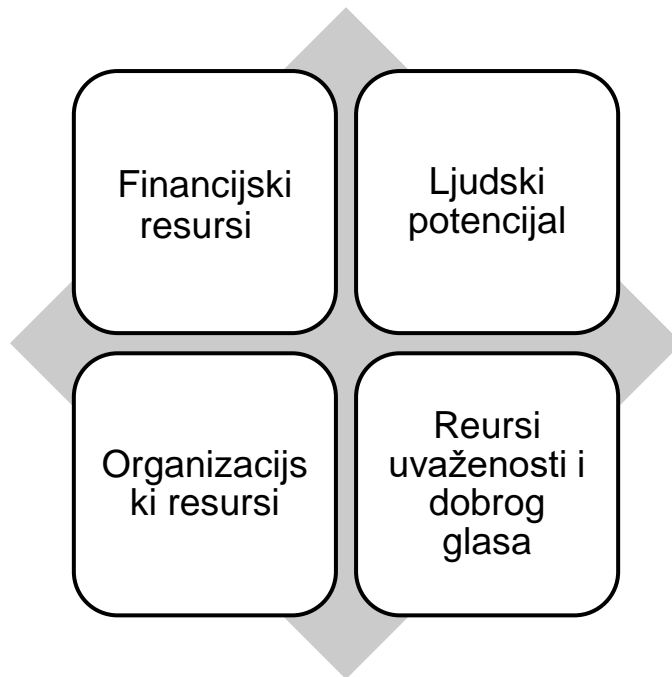 Financijski
resursi
Ljudski
potencijal
Organizacijs
ki resursi
Reursi
uvaženosti i
dobrog
glasa